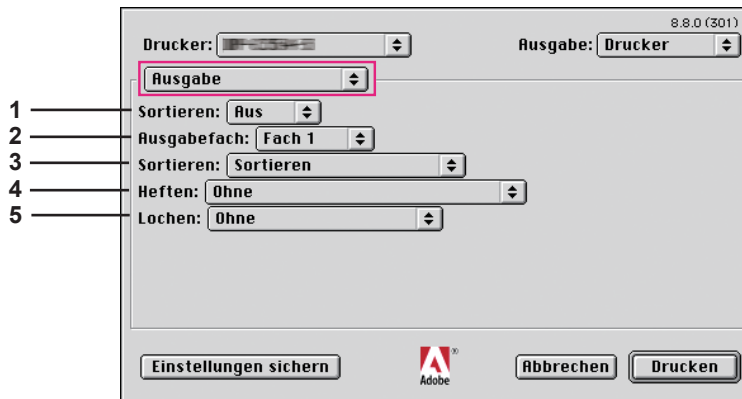 8.8.0 (301)
Drucker: Ausgabe: Drucker
Ausgabe
1 Sortieren: Aus
2 Ausgabefach: Fach 1
3 Sortieren: Sortieren
4 Heften: Ohne
5 Lochen: Ohne
Einstellungen sichern Adobe® Abbrechen Drucken